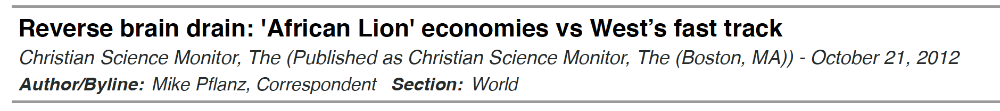 Reverse brain drain: 'African Lion' economies vs West’s fast track
Christian Science Monitor, The (Published as Christian Science Monitor, The (Boston, MA)) - October 21, 2012
Author/Byline: Mike Pflanz, Correspondent Section: World